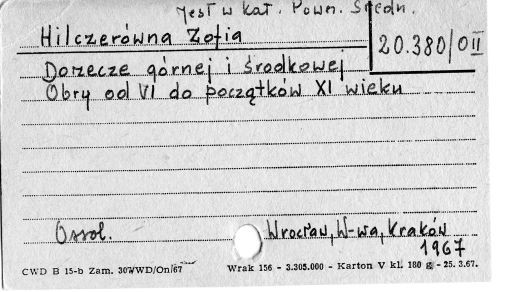 Jest w kat. Powr. Średn.
Hilczerówna Zofia
20.380/OII
Dorzecze górnej i środkowej
Obry od VI do początków XI wieku
Ossol. Wrocław, W-wa, Kraków
1967
CWD B 15-b Zam. 307/WD/On/67 Wrak 156 - 3.305.000 - Karton V kl. 180 g - 25.3.67.